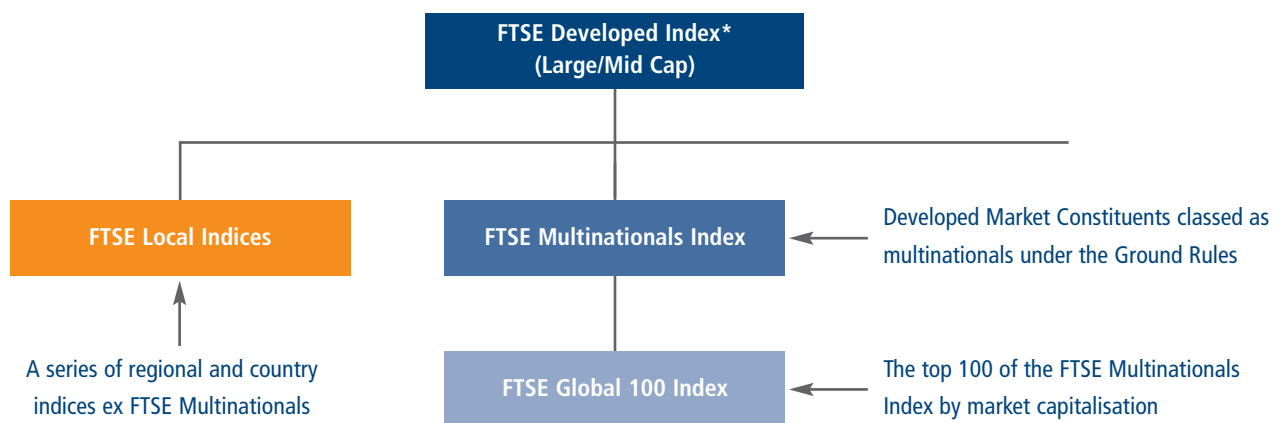 FTSE Developed Index*
(Large/Mid Cap)
FTSE Local Indices
FTSE Multinationals Index
Developed Market Constituents classed as
multinationals under the Ground Rules
A series of regional and country
indices ex FTSE Multinationals
FTSE Global 100 Index
The top 100 of the FTSE Multinationals
Index by market capitalisation